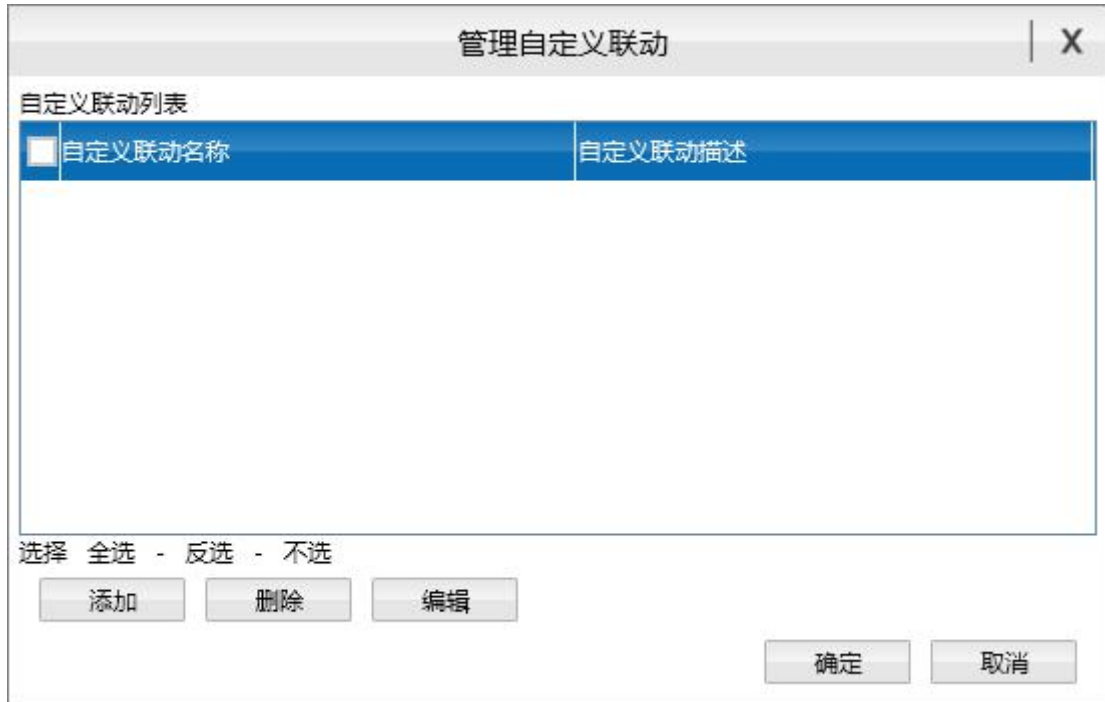 管理自定义联动 X
自定义联动列表
自定义联动名称 自定义联动描述
选择 全选 - 反选 - 不选
添加 删除 编辑
确定 取消